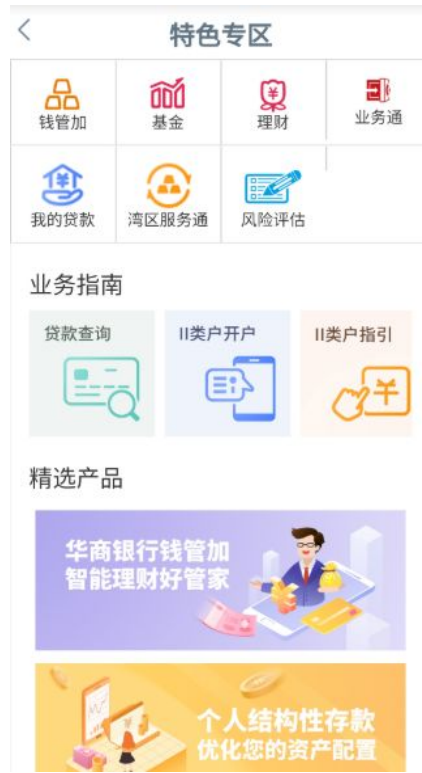 特色专区
钱管加
基金
理财
业务通
我的贷款
湾区服务通
风险评估
业务指南
贷款查询
II类户开户
II类户指引
精选产品
华商银行钱管加
智能理财好管家
个人结构性存款
优化您的资产配置